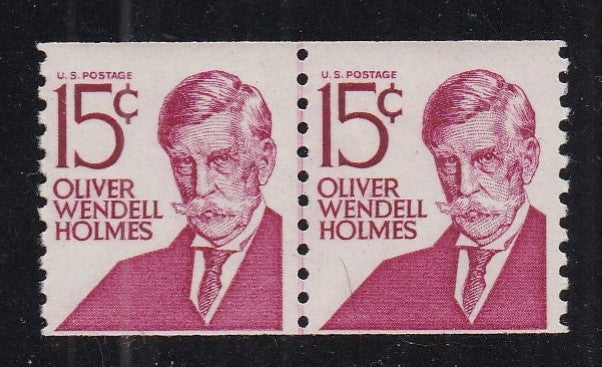 U.S. POSTAGE
15¢
OLIVER
WENDELL
HOLMES
U.S. POSTAGE
15¢
OLIVER
WENDELL
HOLMES